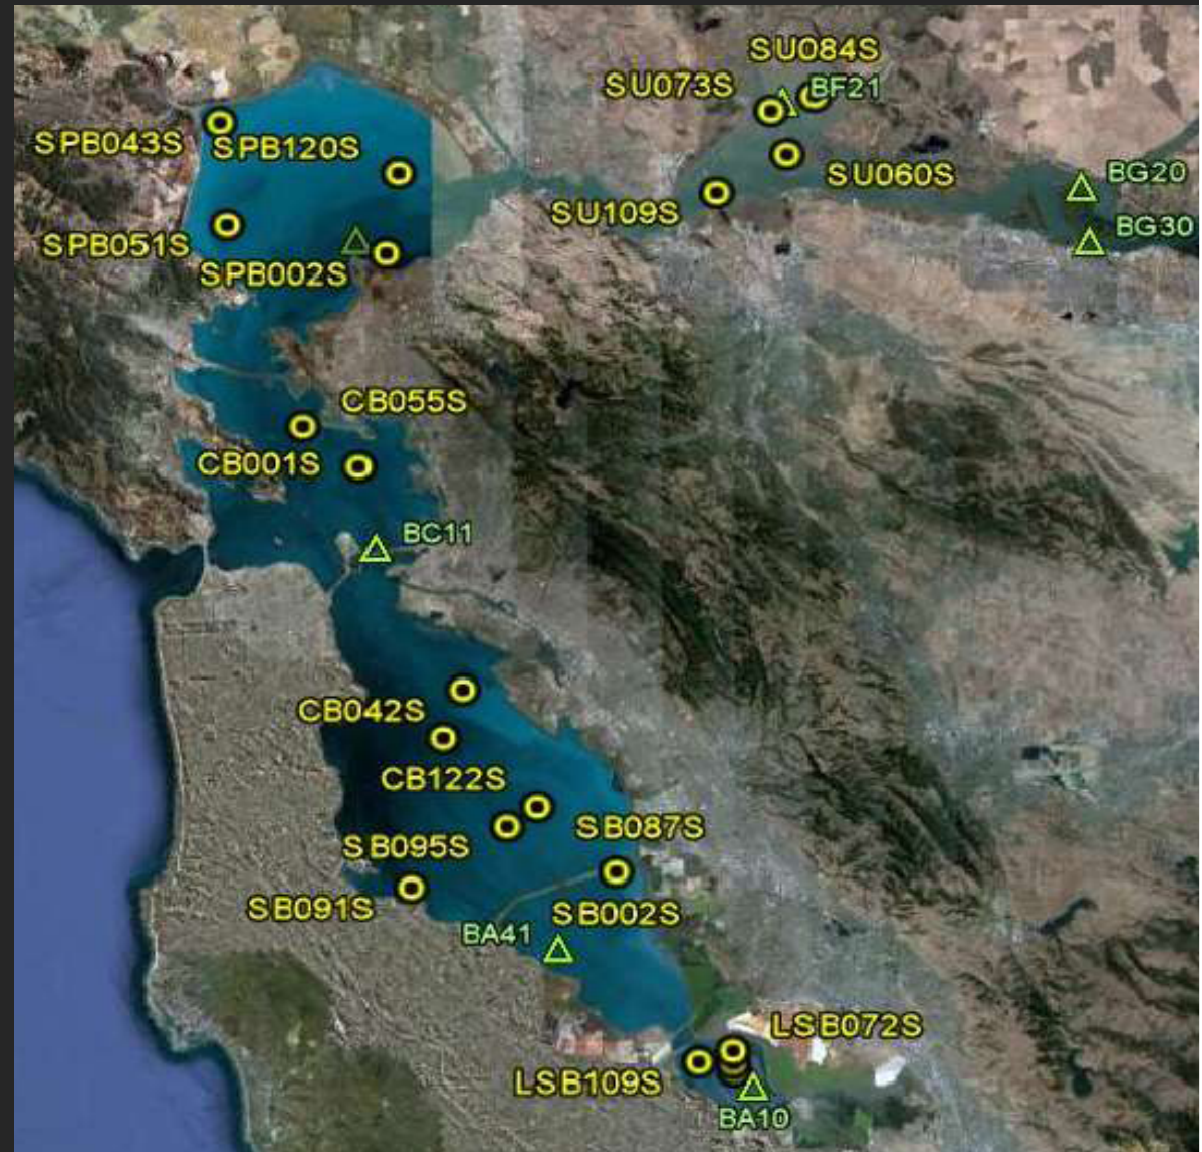 SU084S
SU073S
BF21
SPB043S
SPB120S
SU060S
BG20
SU109S
BG30
SPB051S
SPB002S
CB055S
CB001S
BC11
CB042S
CB122S
SB087S
SB095S
SB091S
SB002S
BA41
LSB072S
LSB109S
BA10